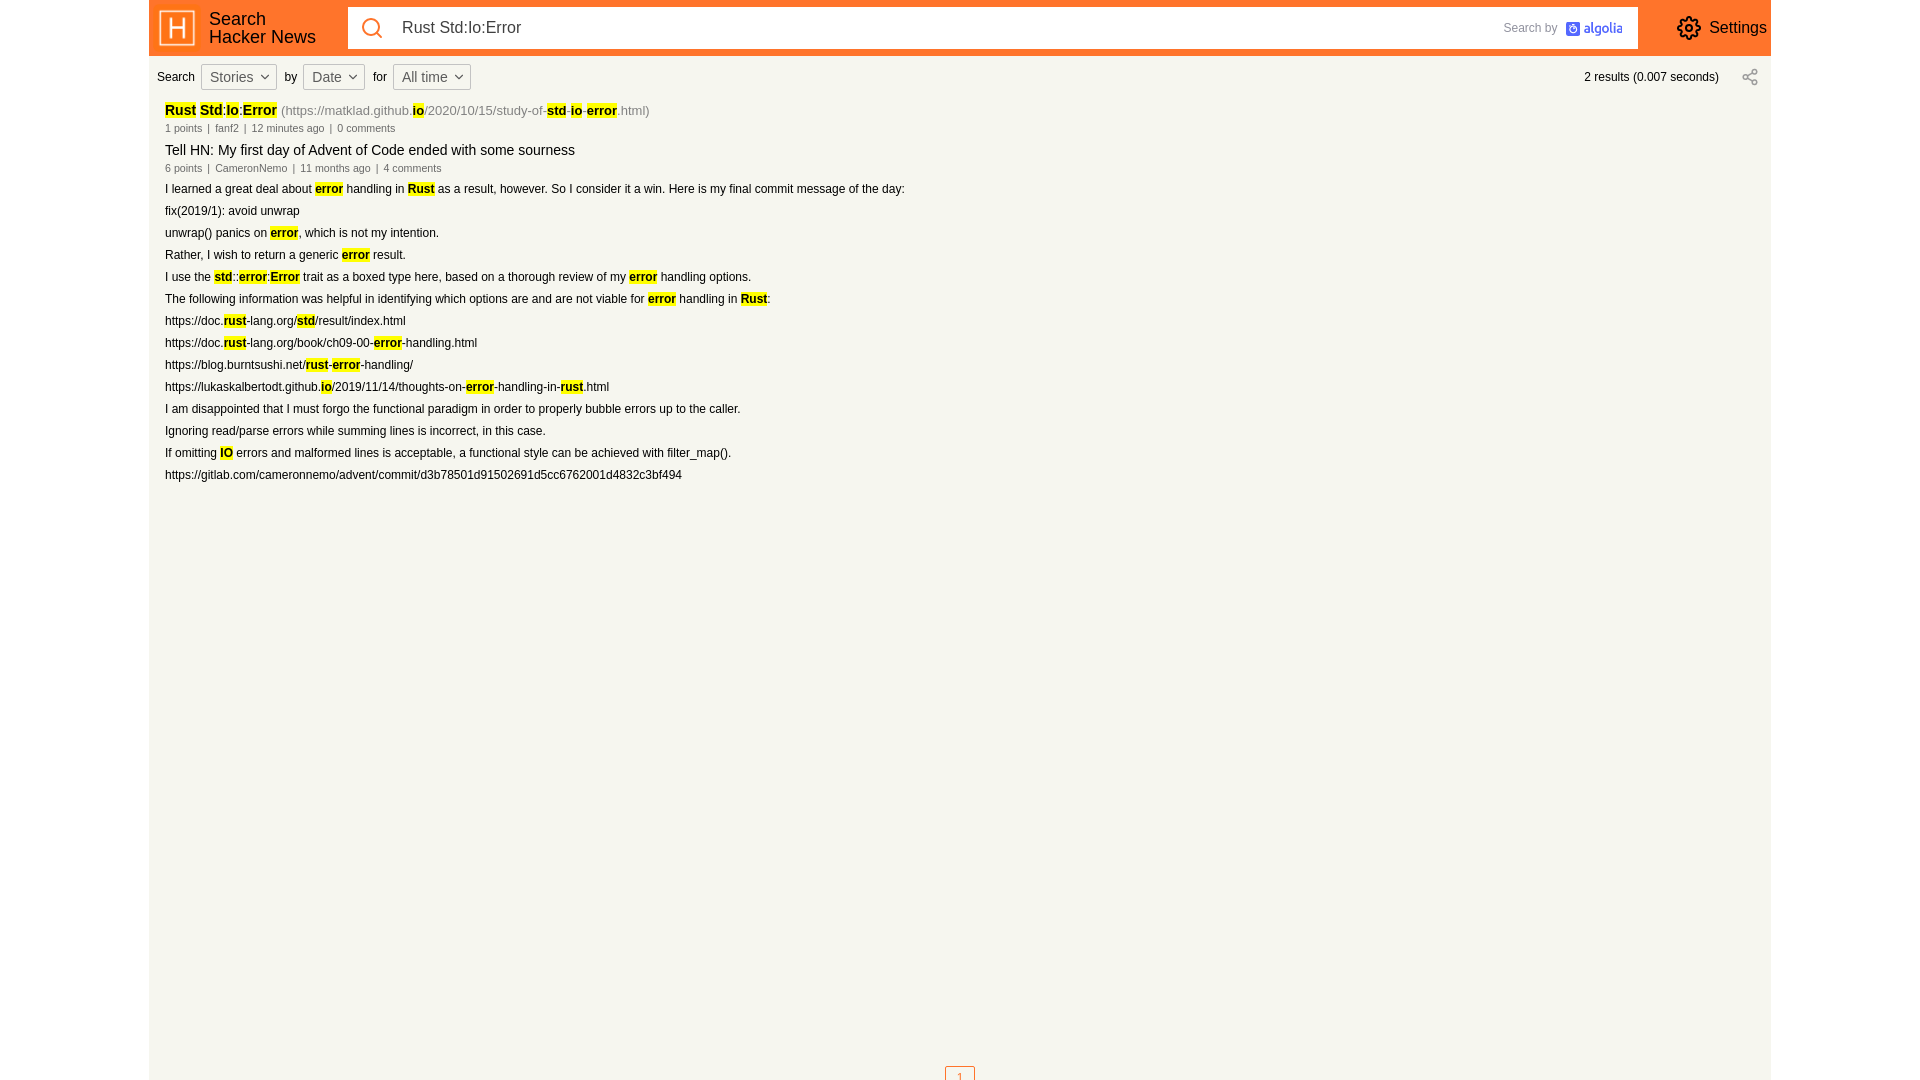 Search
Hacker News
Rust Std:Io:Error
Search by algolia
Settings
Search Stories by Date for All time
2 results (0.007 seconds)
Rust Std:Io:Error (https://matklad.github.io/2020/10/15/study-of-std-io-error.html)
1 points | fanf2 | 12 minutes ago | 0 comments
Tell HN: My first day of Advent of Code ended with some sourness
6 points | CameronNemo | 11 months ago | 4 comments
I learned a great deal about error handling in Rust as a result, however. So I consider it a win. Here is my final commit message of the day:
fix(2019/1): avoid unwrap
unwrap() panics on error, which is not my intention.
Rather, I wish to return a generic error result.
I use the std::error:Error trait as a boxed type here, based on a thorough review of my error handling options.
The following information was helpful in identifying which options are and are not viable for error handling in Rust:
https://doc.rust-lang.org/std/result/index.html
https://doc.rust-lang.org/book/ch09-00-error-handling.html
https://blog.burntsushi.net/rust-error-handling/
https://lukaskalbertodt.github.io/2019/11/14/thoughts-on-error-handling-in-rust.html
I am disappointed that I must forgo the functional paradigm in order to properly bubble errors up to the caller.
Ignoring read/parse errors while summing lines is incorrect, in this case.
If omitting IO errors and malformed lines is acceptable, a functional style can be achieved with filter_map().
https://gitlab.com/cameronnemo/advent/commit/d3b78501d91502691d5cc6762001d4832c3bf494
1